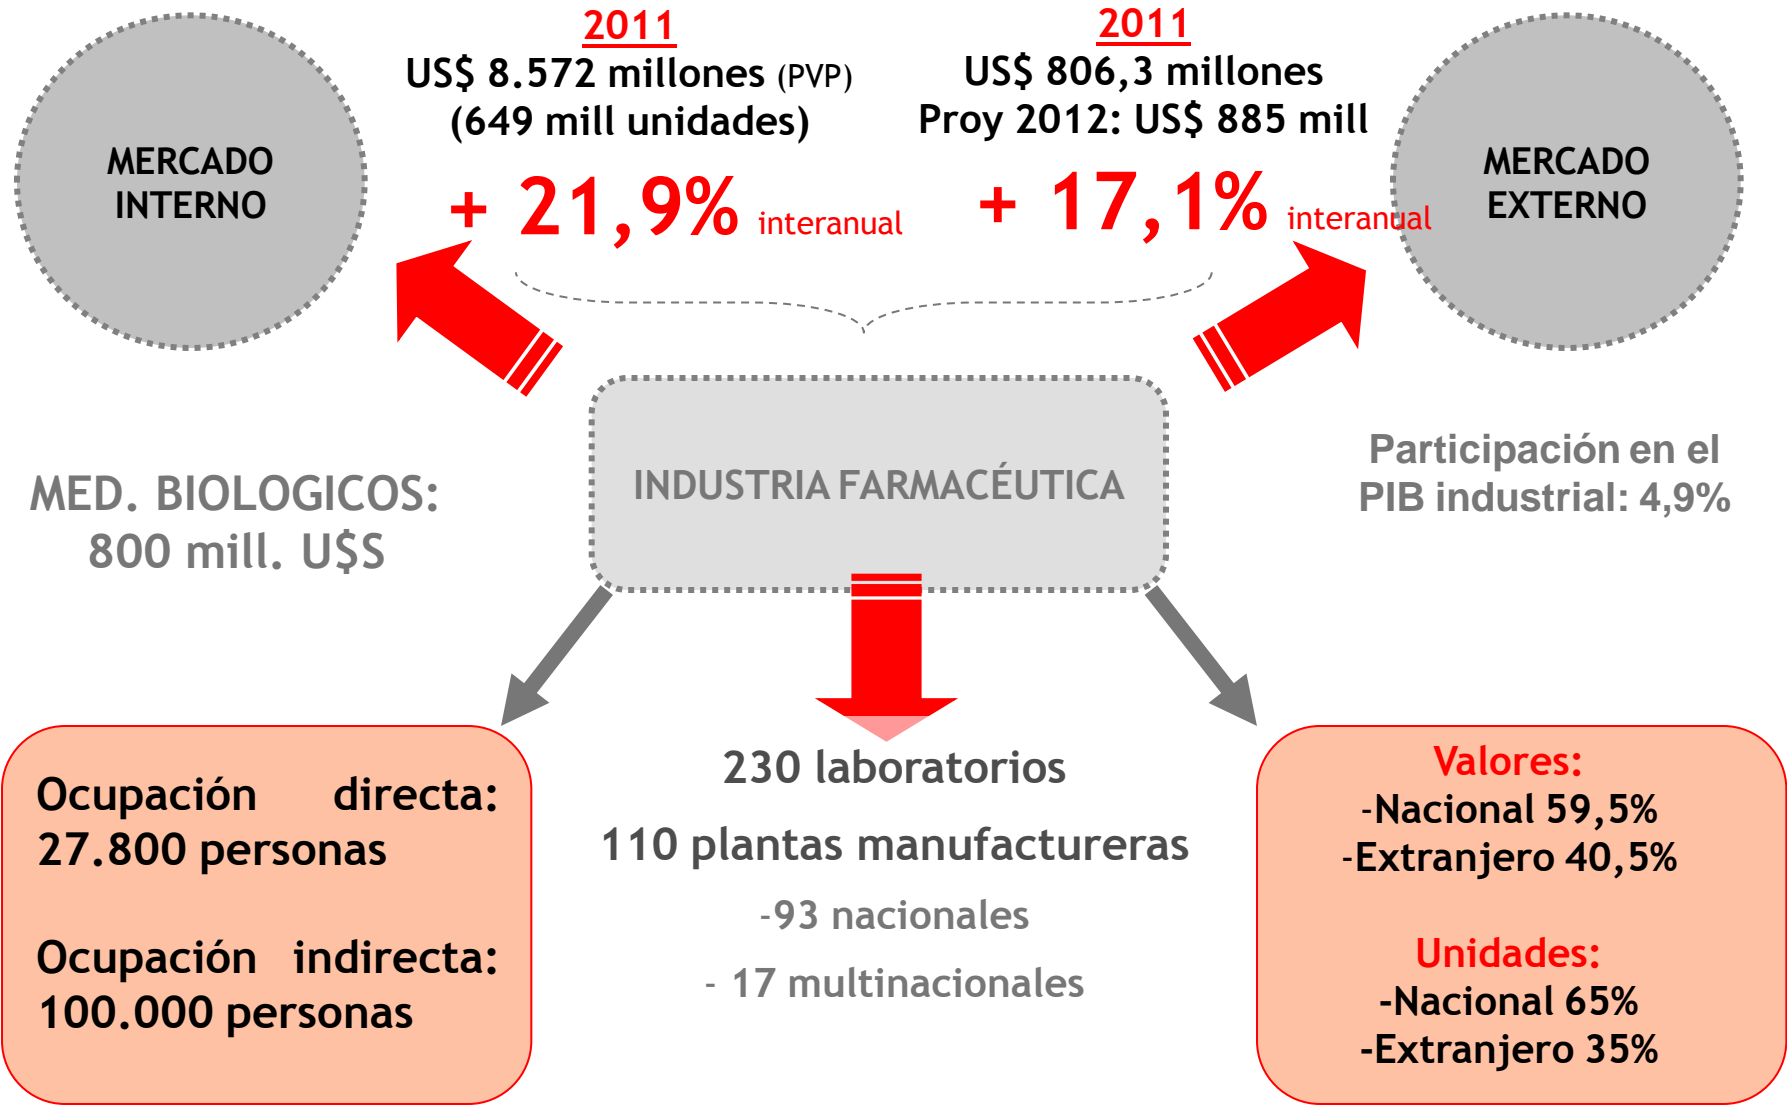 MERCADO
INTERNO
2011
US$ 8.572 millones (PVP)
(649 mill unidades)
+ 21,9% interanual
2011
US$ 806,3 millones
Proy 2012: US$ 885 mill
+ 17,1% interanual
MERCADO
EXTERNO
MED. BIOLOGICOS:
800 mill. U$S
INDUSTRIA FARMACÉUTICA
Participación en el
PIB industrial: 4,9%
Ocupación directa:
27.800 personas
Ocupación indirecta:
100.000 personas
230 laboratorios
110 plantas manufactureras
-93 nacionales
- 17 multinacionales
Valores:
-Nacional 59,5%
-Extranjero 40,5%
Unidades:
-Nacional 65%
-Extranjero 35%